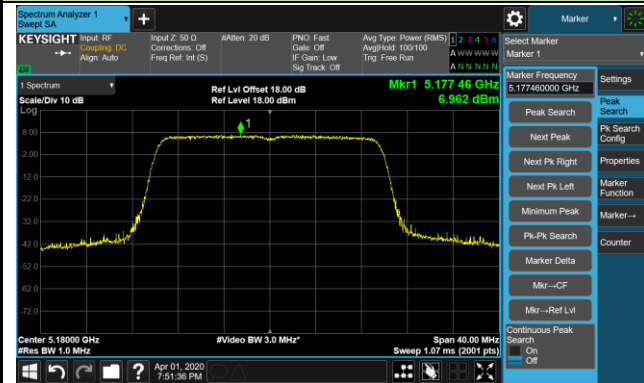 Spectrum Analyzer 1
Swept SA
Marker
KEYSIGHT
Input: RF
Coupling: DC
Align: Auto
Input Z: 50 Ω
Corrections: Off
Freq Ref: Int (S)
#Atten: 20 dB
PNO: Fast
Gate: Off
IF Gain: Low
Sig Track: Off
Avg Type: Power (RMS)
Avg|Hold: 100/100
Trig: Free Run
1 2 3 4 5 6
A W W W W W
A N N N N N
Select Marker
Marker 1
1 Spectrum
Scale/Div 10 dB
Log
Ref Lvl Offset 18.00 dB
Ref Level 18.00 dBm
Mkr1 5.177 46 GHz
6.962 dBm
1
8.00
-2.00
-12.0
-22.0
-32.0
-42.0
-52.0
-62.0
-72.0
Center 5.18000 GHz
#Res BW 1.0 MHz
#Video BW 3.0 MHz*
Span 40.00 MHz
Sweep 1.07 ms (2001 pts)
Marker Frequency
5.177460000 GHz
Peak Search
Next Peak
Next Pk Right
Next Pk Left
Minimum Peak
Pk-Pk Search
Marker Delta
Mkr→CF
Mkr→Ref Lvl
Continuous Peak
Search
On
Off
Settings
Peak
Search
Pk Search
Config
Properties
Marker
Function
Marker→
Counter
?
Apr 01, 2020
7:51:36 PM